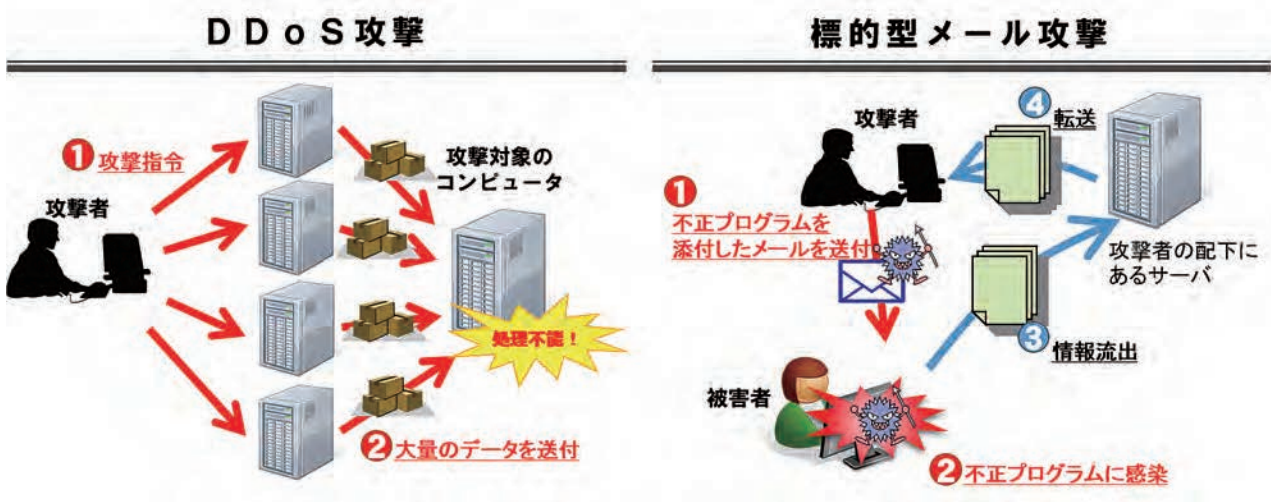 ＤＤｏＳ攻撃
❶攻撃指令
攻撃者
攻撃対象の
コンピュータ
処理不能！
❷大量のデータを送付
標的型メール攻撃
攻撃者
❹転送
❶
不正プログラムを
添付したメールを送付
攻撃者の配下に
あるサーバ
❸情報流出
被害者
❷不正プログラムに感染